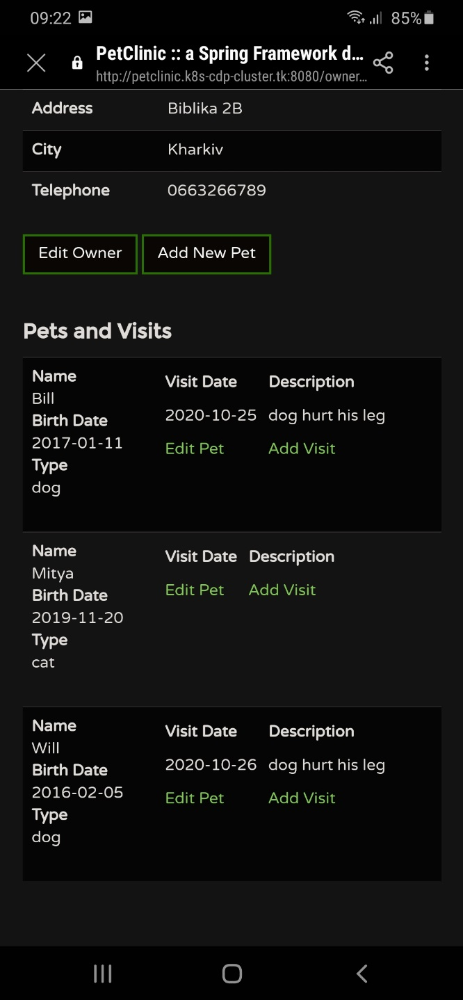 09:22 85%
PetClinic :: a Spring Framework d...
http://petclinic.k8s-cdp-cluster.tk:8080/owner...
Address Biblika 2B
City Kharkiv
Telephone 0663266789
Edit Owner Add New Pet
Pets and Visits
Name
Bill
Birth Date
2017-01-11
Type
dog
Visit Date Description
2020-10-25 dog hurt his leg
Edit Pet Add Visit
Name
Mitya
Birth Date
2019-11-20
Type
cat
Visit Date Description
Edit Pet Add Visit
Name
Will
Birth Date
2016-02-05
Type
dog
Visit Date Description
2020-10-26 dog hurt his leg
Edit Pet Add Visit